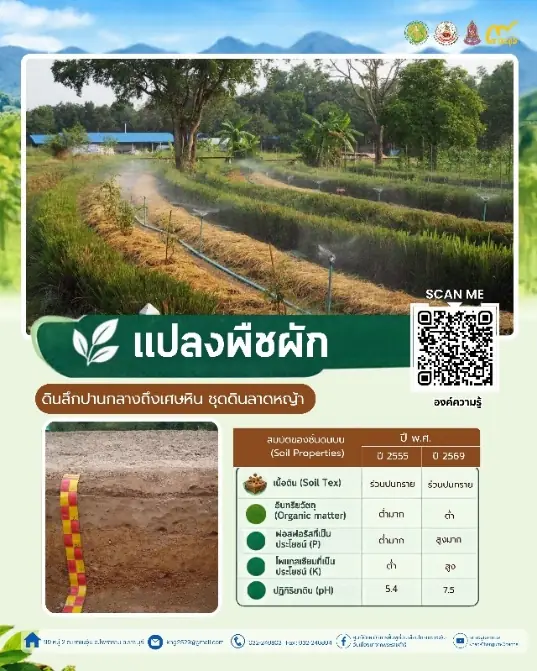 SCAN ME
แปลงพืชผัก
องค์ความรู้
ดินลึกปานกลางถึงเศษหิน ชุดดินลาดหญ้า
สมบัติของชั้นดินบน
(Soil Properties)
ปี พ.ศ.
ปี 2555 ปี 2569
เนื้อดิน (Soil Tex) ร่วนปนทราย ร่วนปนทราย
อินทรียวัตถุ
(Organic matter) ต่ำมาก ต่ำ
ฟอสฟอรัสที่เป็น
ประโยชน์ (P) ต่ำมาก สูงมาก
โพแทสเซียมที่เป็น
ประโยชน์ (K) ต่ำ สูง
ปฏิกิริยาดิน (pH) 5.4 7.5